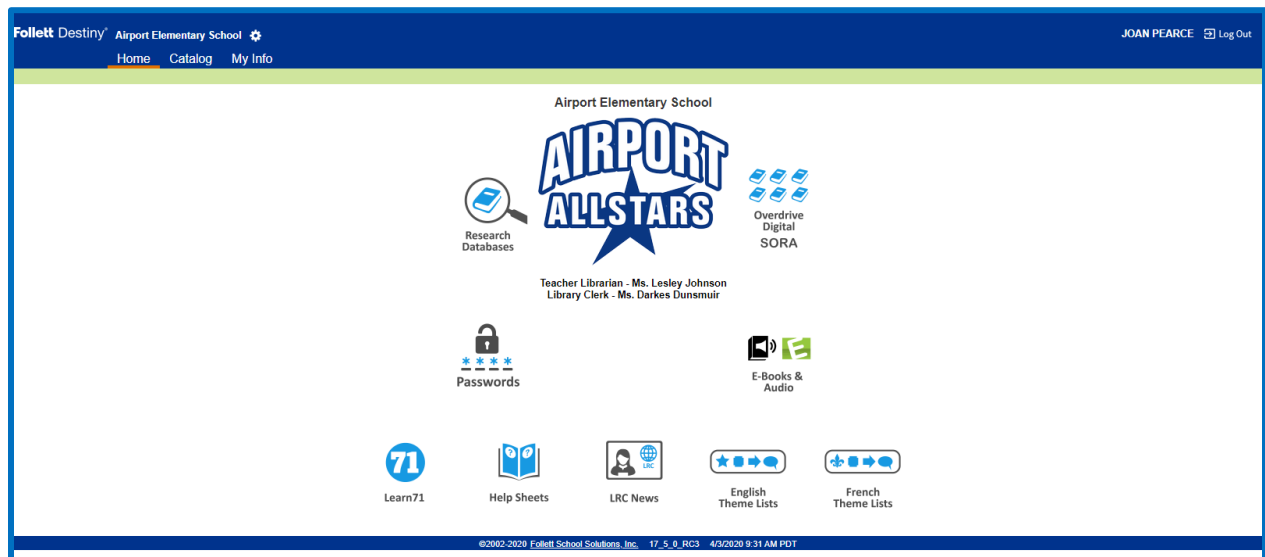 Follett Destiny® Airport Elementary School JOAN PEARCE Log Out
Home Catalog My Info
Airport Elementary School
AIRPORT
ALLSTARS
Research
Databases
Overdrive
Digital
SORA
Teacher Librarian - Ms. Lesley Johnson
Library Clerk - Ms. Darkes Dunsmuir
* * * *
Passwords
E
E-Books &
Audio
71
Learn71
? ?
Help Sheets
LRC
LRC News
English
Theme Lists
French
Theme Lists
©2002-2020 Follett School Solutions, Inc. 17_5_0_RC3 4/3/2020 9:31 AM PDT